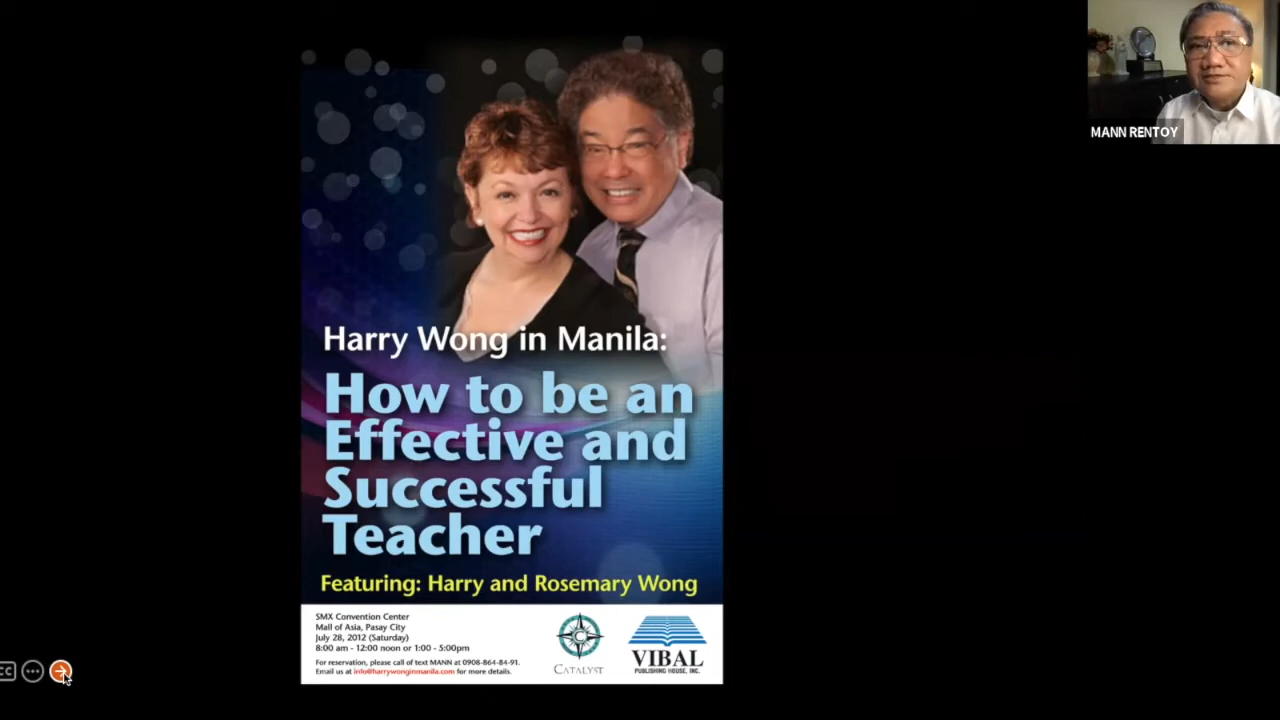 MANN RENTOY
Harry Wong in Manila:
How to be an
Effective and
Successful
Teacher
Featuring: Harry and Rosemary Wong
SMX Convention Center
Mall of Asia, Pasay City
July 28, 2012 (Saturday)
8:00 am - 12:00 noon or 1:00 - 5:00pm
For reservation, please call of text MANN at 0908-864-84-91.
Email us at info@harrywonginmanila.com for more details.
C
CATALYST
VIBAL
PUBLISHING HOUSE, INC.
CC